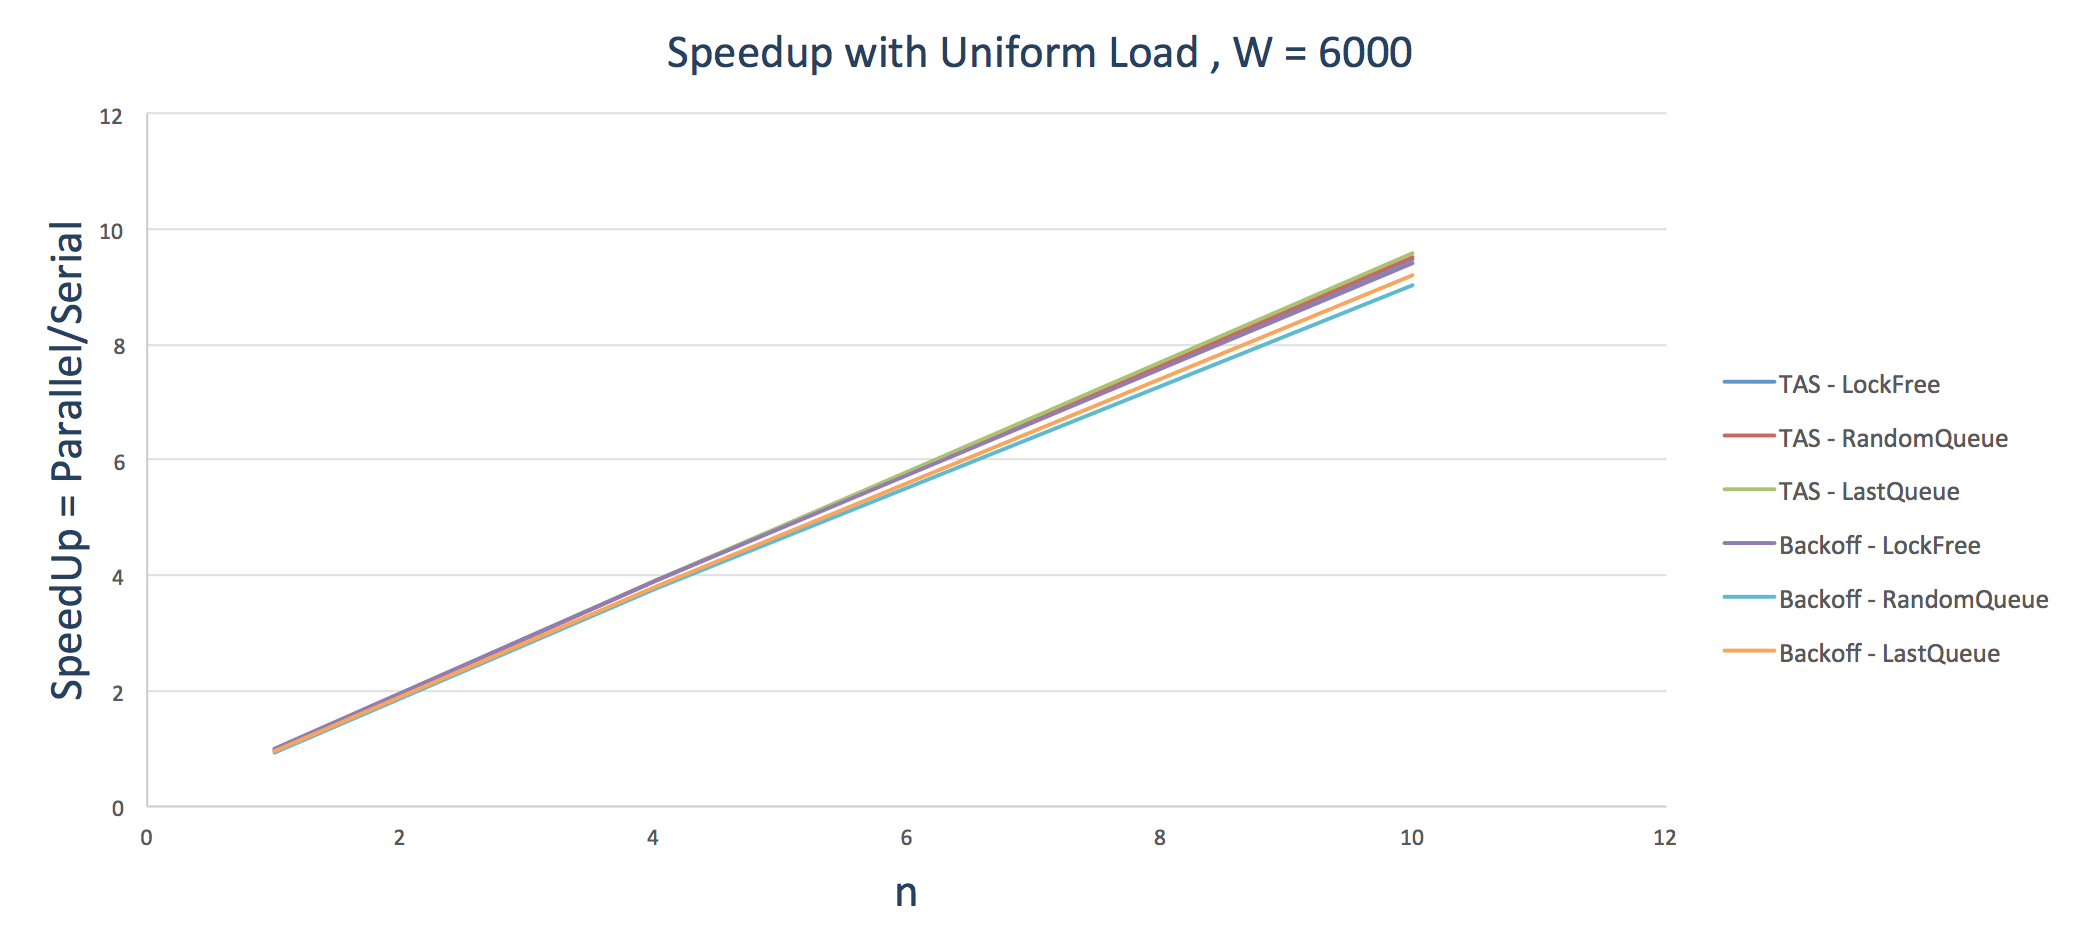 Speedup with Uniform Load , W = 6000
SpeedUp = Parallel/Serial
12
10
8
6
4
2
0
0 2 4 6 8 10 12
n
TAS - LockFree
TAS - RandomQueue
TAS - LastQueue
Backoff - LockFree
Backoff - RandomQueue
Backoff - LastQueue